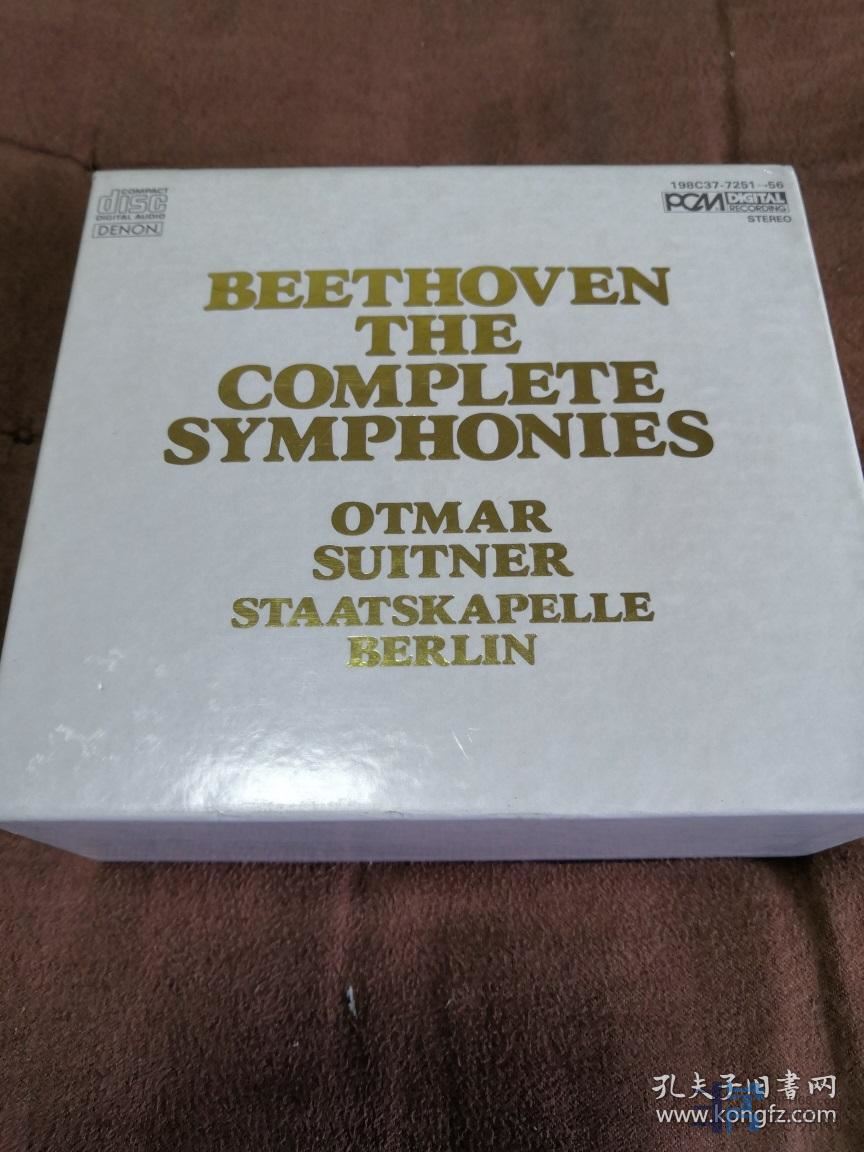 COMPACT
disc
DIGITAL AUDIO
DENON
198C37-7251→56
PCM DIGITAL
RECORDING
STEREO
BEETHOVEN
THE
COMPLETE
SYMPHONIES
OTMAR
SUITNER
STAATSKAPELLE
BERLIN
孔夫子旧書网
www.kongfz.com